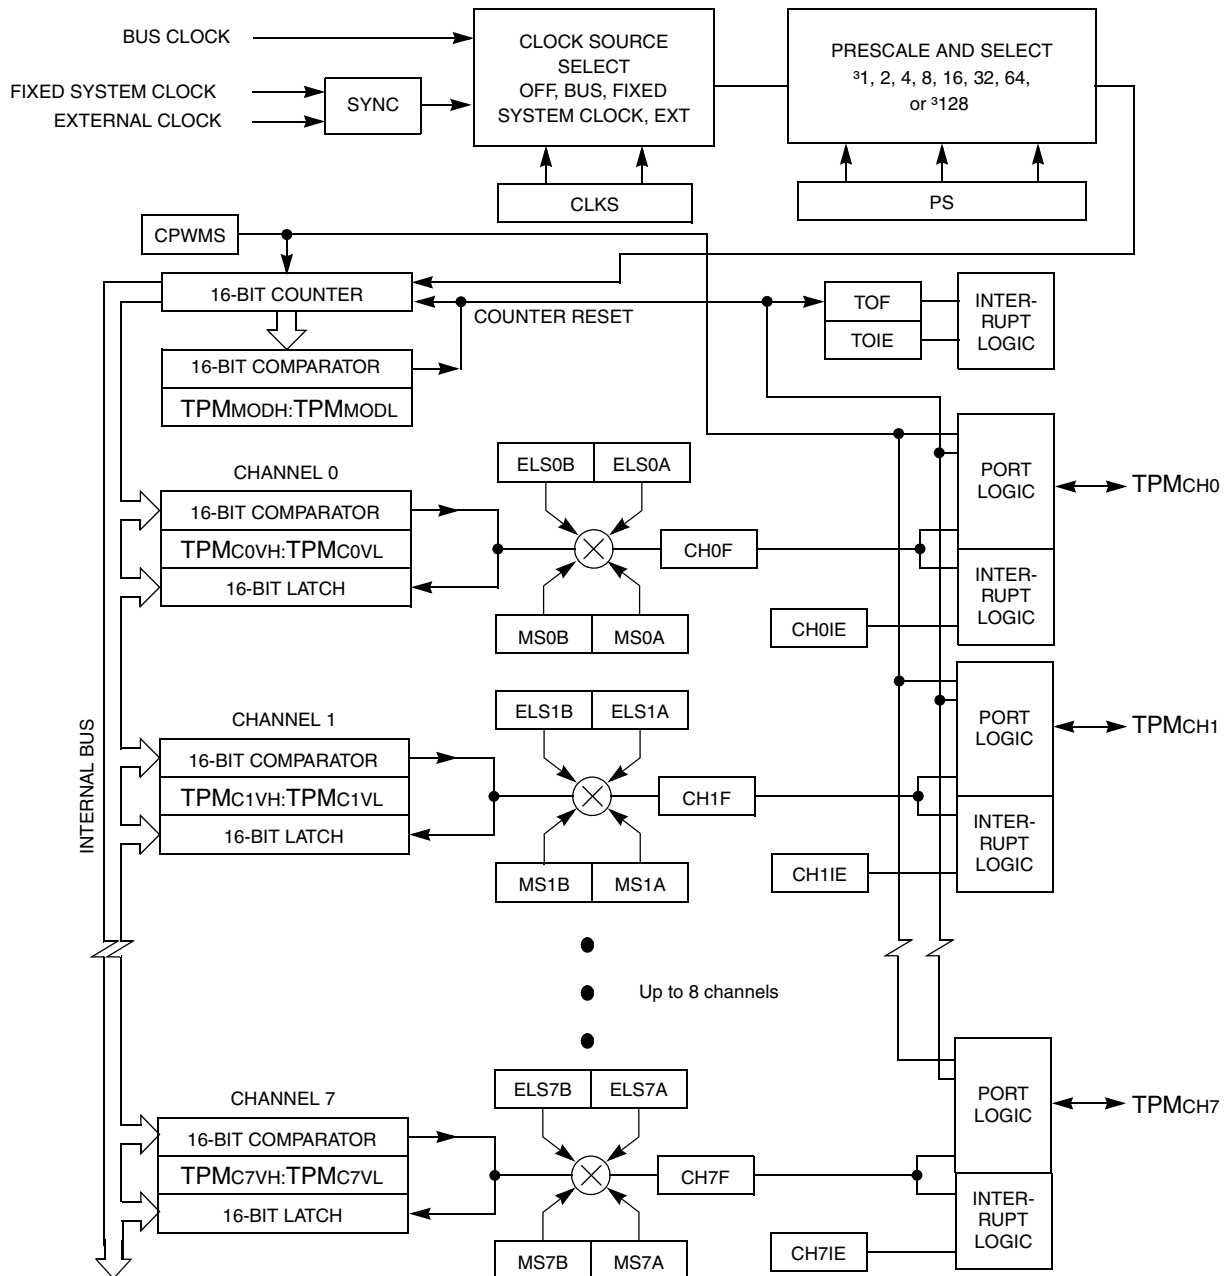 BUS CLOCK
FIXED SYSTEM CLOCK
EXTERNAL CLOCK
SYNC
CLOCK SOURCE
SELECT
OFF, BUS, FIXED
SYSTEM CLOCK, EXT
PRESCALE AND SELECT
³1, 2, 4, 8, 16, 32, 64,
or ³128
CLKS
PS
CPWMS
16-BIT COUNTER
COUNTER RESET
TOF
TOIE
INTER-
RUPT
LOGIC
16-BIT COMPARATOR
TPMMODH:TPMMODL
CHANNEL 0
16-BIT COMPARATOR
TPMC0VH:TPMC0VL
16-BIT LATCH
ELS0B
ELS0A
MS0B
MS0A
CH0F
CH0IE
PORT
LOGIC
INTER-
RUPT
LOGIC
TPMCH0
INTERNAL BUS
CHANNEL 1
16-BIT COMPARATOR
TPMC1VH:TPMC1VL
16-BIT LATCH
ELS1B
ELS1A
MS1B
MS1A
CH1F
CH1IE
PORT
LOGIC
INTER-
RUPT
LOGIC
TPMCH1
Up to 8 channels
CHANNEL 7
16-BIT COMPARATOR
TPMC7VH:TPMC7VL
16-BIT LATCH
ELS7B
ELS7A
MS7B
MS7A
CH7F
CH7IE
PORT
LOGIC
INTER-
RUPT
LOGIC
TPMCH7